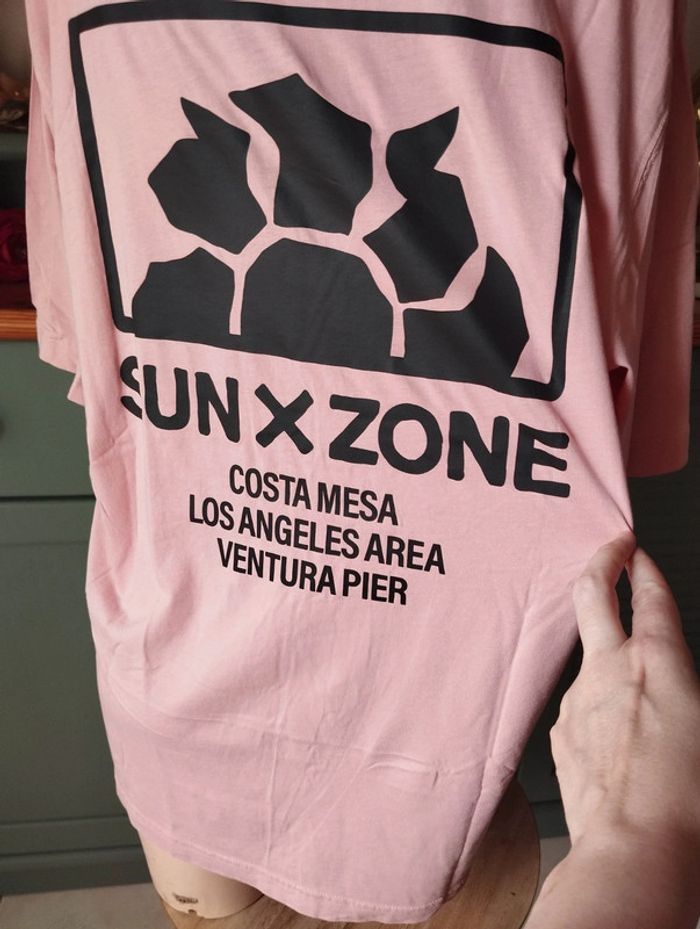 SUN X ZONE
COSTA MESA
LOS ANGELES AREA
VENTURA PIER